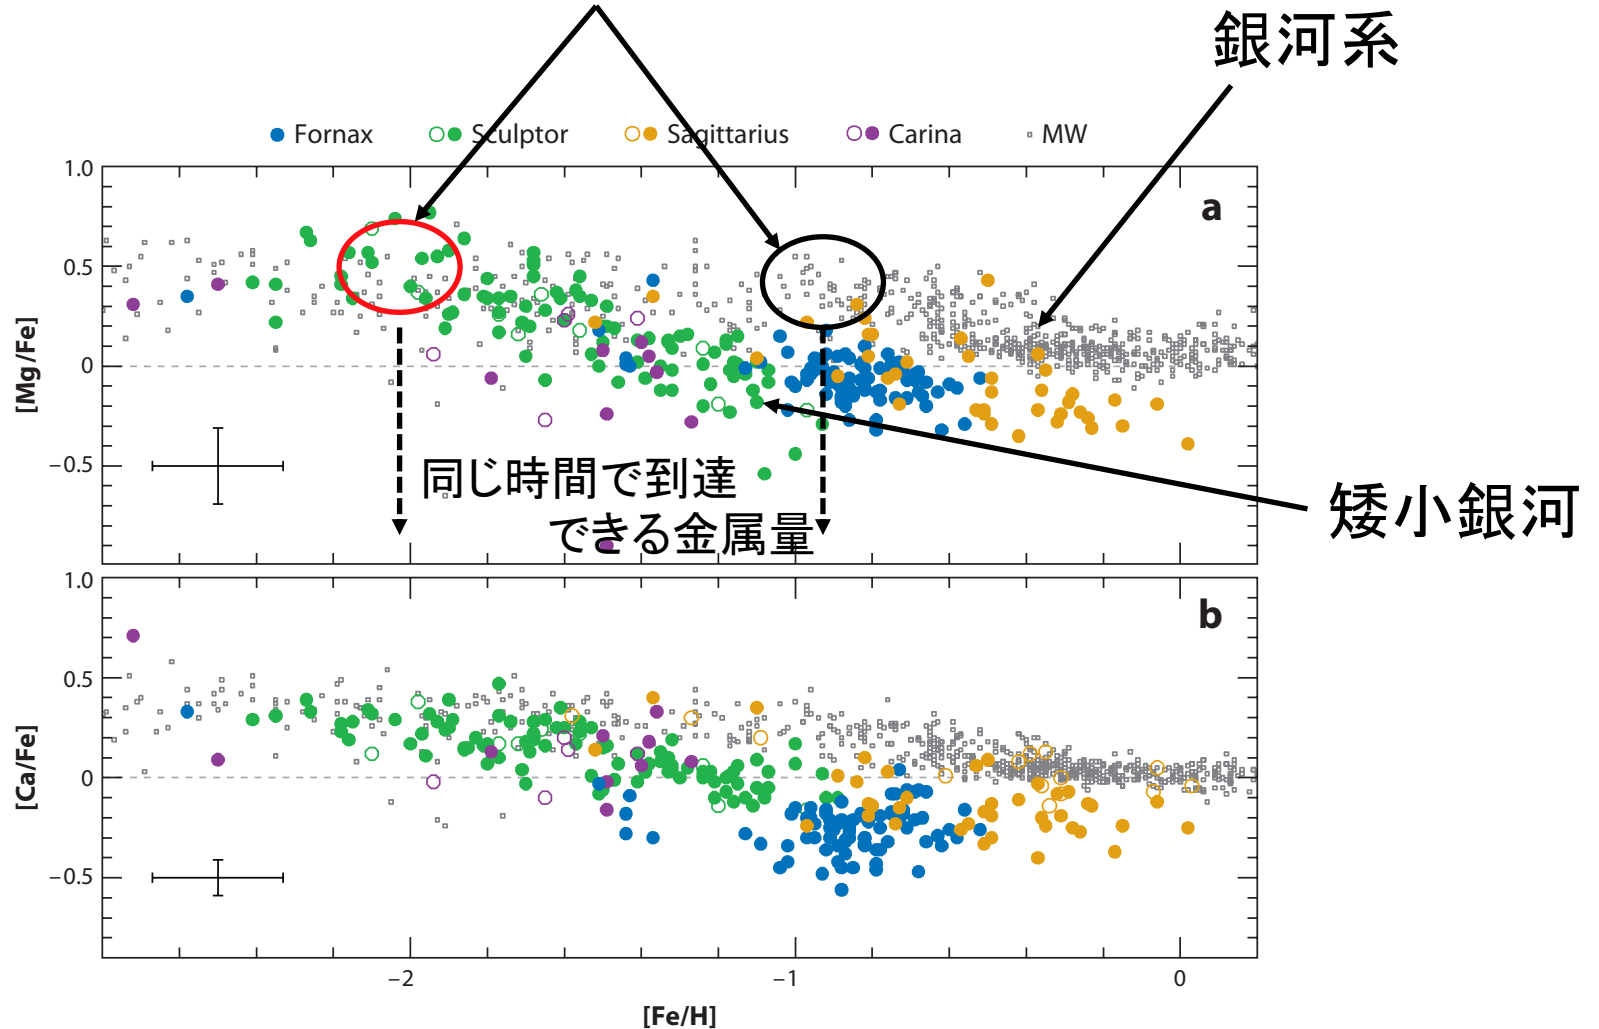 銀河系
Fornax
Sculptor
Sagittarius
Carina
MW
1.0
a
0.5
[Mg/Fe]
0
−0.5
同じ時間で到達
できる金属量
矮小銀河
1.0
b
0.5
[Ca/Fe]
0
−0.5
−2
−1
0
[Fe/H]